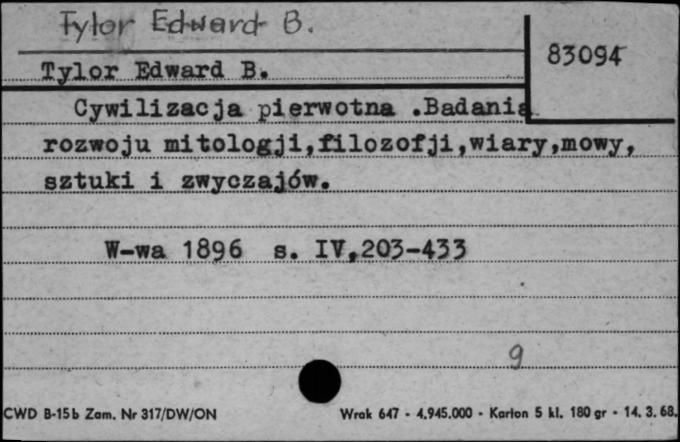 Tylor Edward B.
83094
Tylor Edward B.
Cywilizacja pierwotna .Badania
rozwoju mitologji,filozofji,wiary,mowy,
sztuki i zwyczajów.
W-wa 1896 s. IV,203-433
9
CWD B-15b Zam. Nr 317/DW/ON
Wrak 647 - 4.945.000 - Karton 5 kl. 180 gr - 14. 3. 68.